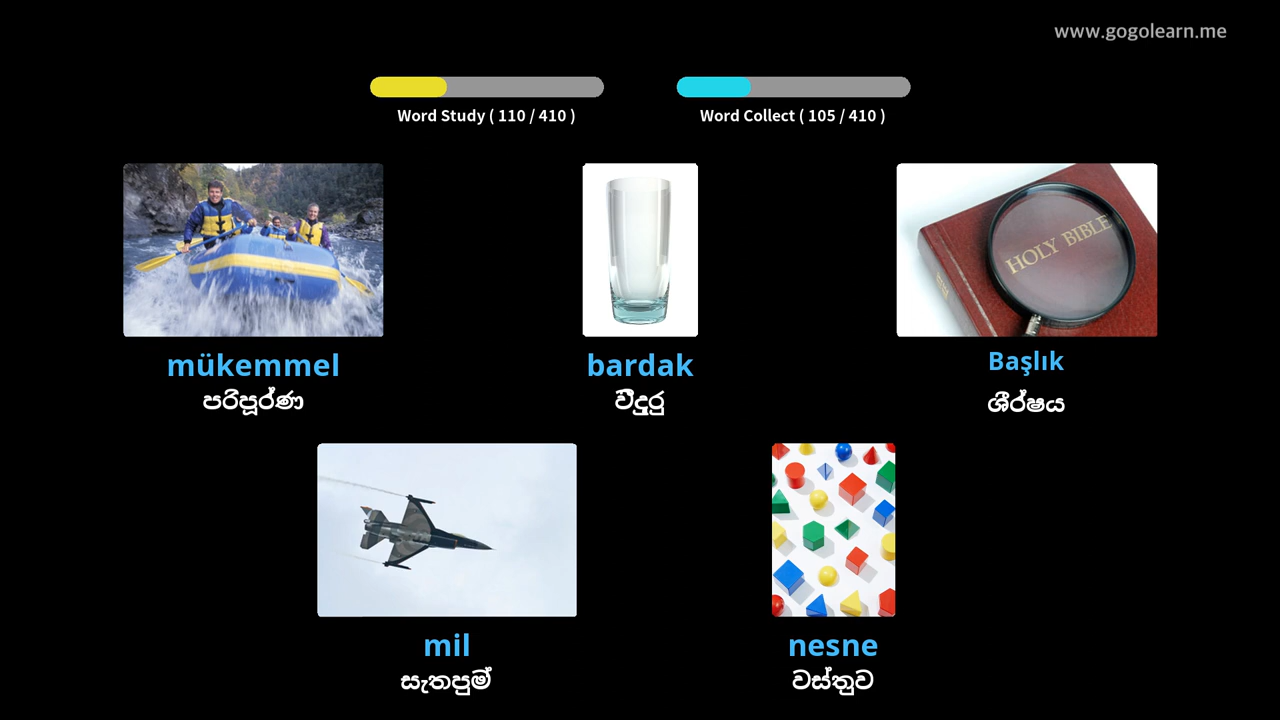 www.gogolearn.me
Word Study ( 110 / 410 )
Word Collect ( 105 / 410 )
HOLY BIBLE
mükemmel
පරිපූර්ණ
bardak
වීදුරු
Başlık
ශීර්ෂය
mil
සැතපුම්
nesne
වස්තුව